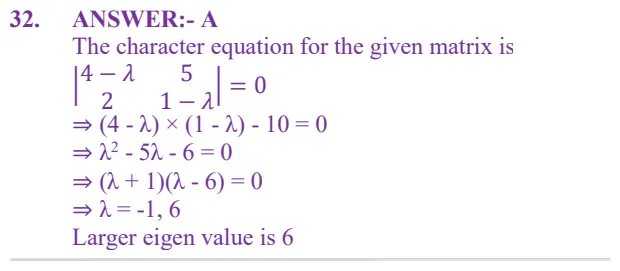 32. ANSWER:- A
The character equation for the given matrix is
|4 − λ 5|
|2 1 − λ| = 0
⇒ (4 - λ) × (1 - λ) - 10 = 0
⇒ λ² - 5λ - 6 = 0
⇒ (λ + 1)(λ - 6) = 0
⇒ λ = -1, 6
Larger eigen value is 6